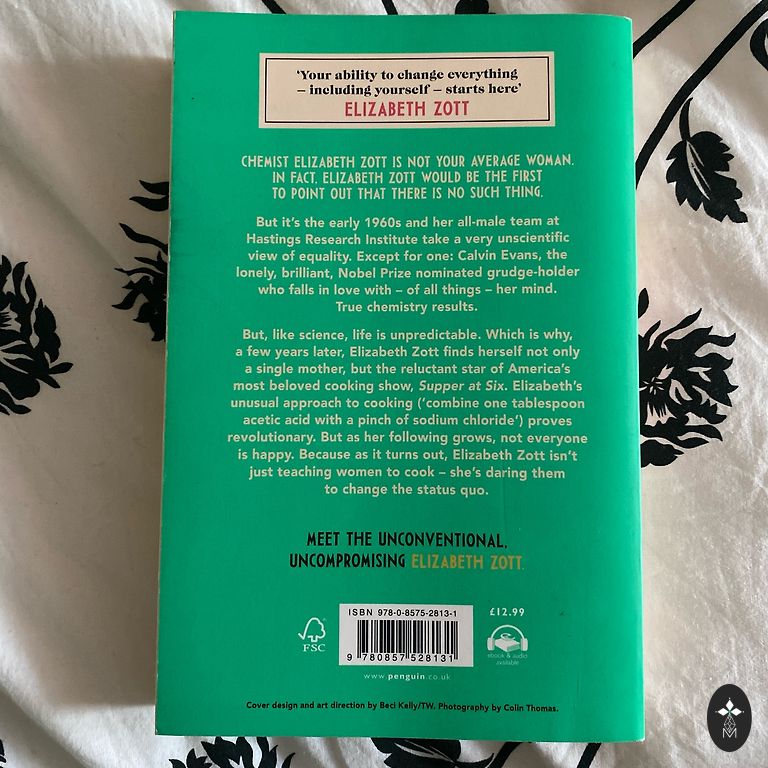 ‘Your ability to change everything
– including yourself – starts here’
ELIZABETH ZOTT
CHEMIST ELIZABETH ZOTT IS NOT YOUR AVERAGE WOMAN.
IN FACT, ELIZABETH ZOTT WOULD BE THE FIRST
TO POINT OUT THAT THERE IS NO SUCH THING.
But it’s the early 1960s and her all-male team at
Hastings Research Institute take a very unscientific
view of equality. Except for one: Calvin Evans, the
lonely, brilliant, Nobel Prize nominated grudge-holder
who falls in love with – of all things – her mind.
True chemistry results.
But, like science, life is unpredictable. Which is why,
a few years later, Elizabeth Zott finds herself not only
a single mother, but the reluctant star of America’s
most beloved cooking show, Supper at Six. Elizabeth’s
unusual approach to cooking (‘combine one tablespoon
acetic acid with a pinch of sodium chloride’) proves
revolutionary. But as her following grows, not everyone
is happy. Because as it turns out, Elizabeth Zott isn’t
just teaching women to cook – she’s daring them
to change the status quo.
MEET THE UNCONVENTIONAL,
UNCOMPROMISING ELIZABETH ZOTT.
FSC
ISBN 978-0-8575-2813-1
9 780857 528131
£12.99
ebook & audio
available
www.penguin.co.uk
Cover design and art direction by Beci Kelly/TW. Photography by Colin Thomas.
M